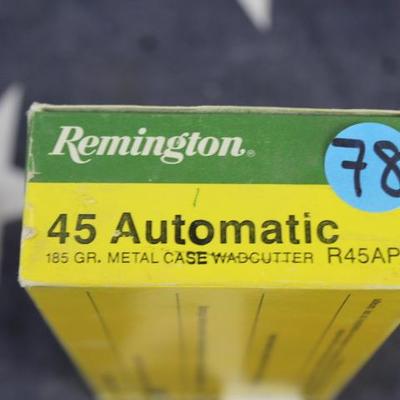 Remington®
78
45 Automatic
185 GR. METAL CASE WADCUTTER R45AP